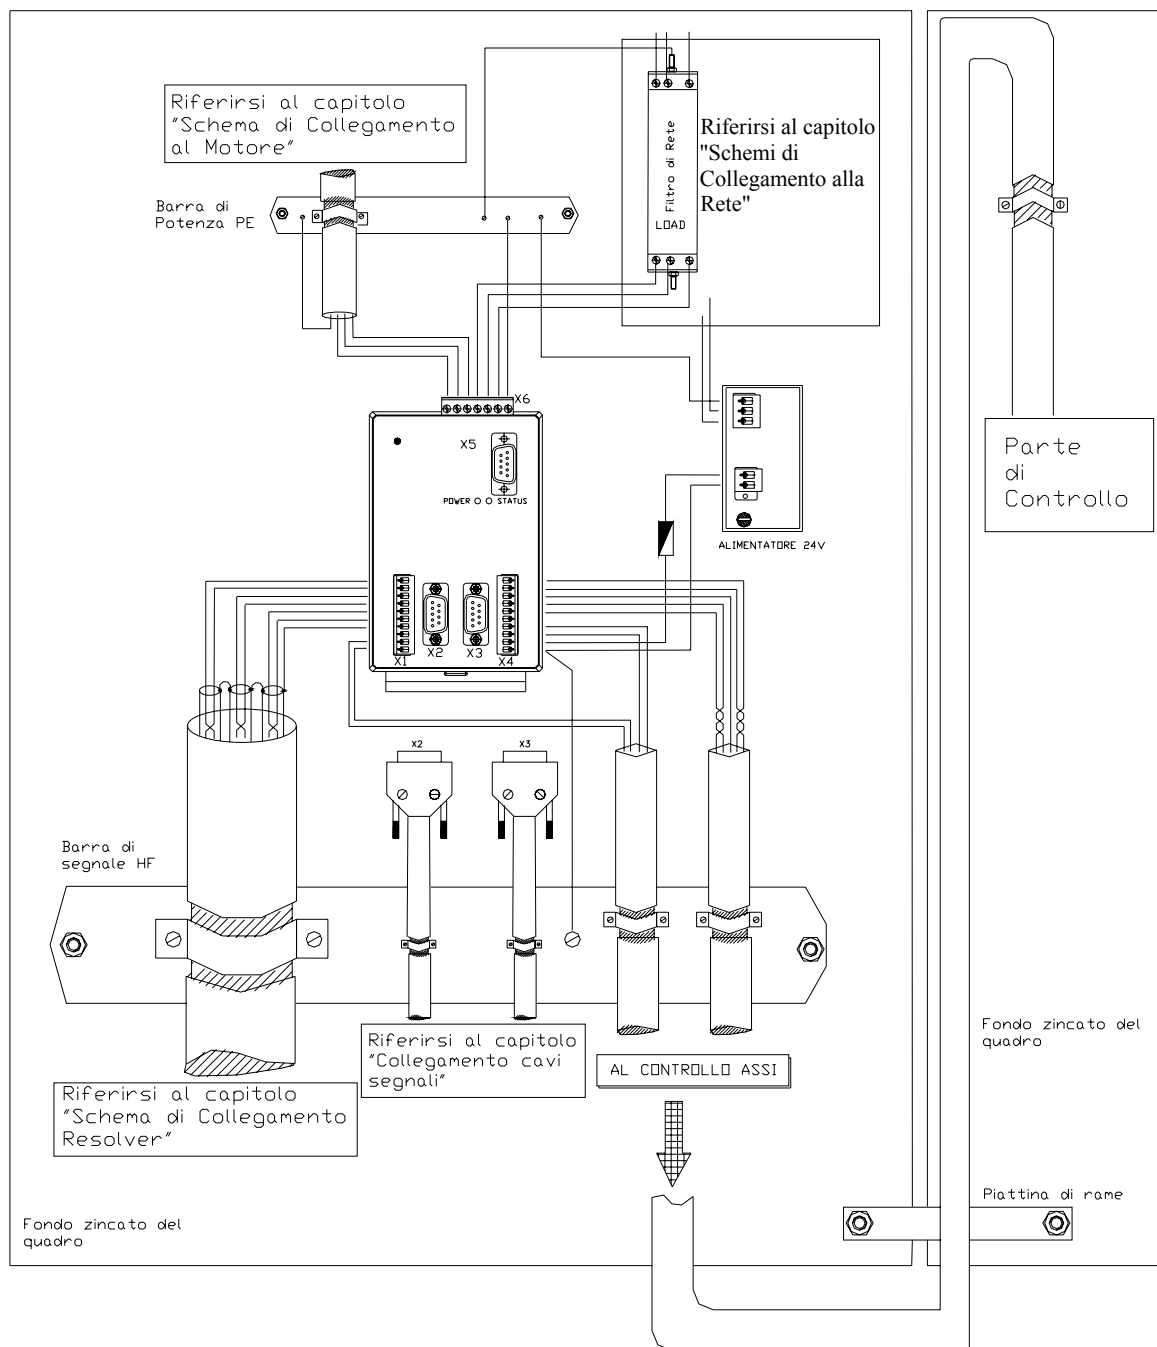 Riferirsi al capitolo
"Schema di Collegamento
al Motore"
Filtro di Rete
LOAD
Riferirsi al capitolo
"Schemi di
Collegamento alla
Rete"
Barra di
Potenza PE
X6
X5
POWER
STATUS
ALIMENTATORE 24V
Parte
di
Controllo
X1
X2
X3
X4
X2
X3
Barra di
segnale HF
Riferirsi al capitolo
"Collegamento cavi
segnali"
AL CONTROLLO ASSI
Riferirsi al capitolo
"Schema di Collegamento
Resolver"
Fondo zincato del
quadro
Piattina di rame
Fondo zincato del
quadro